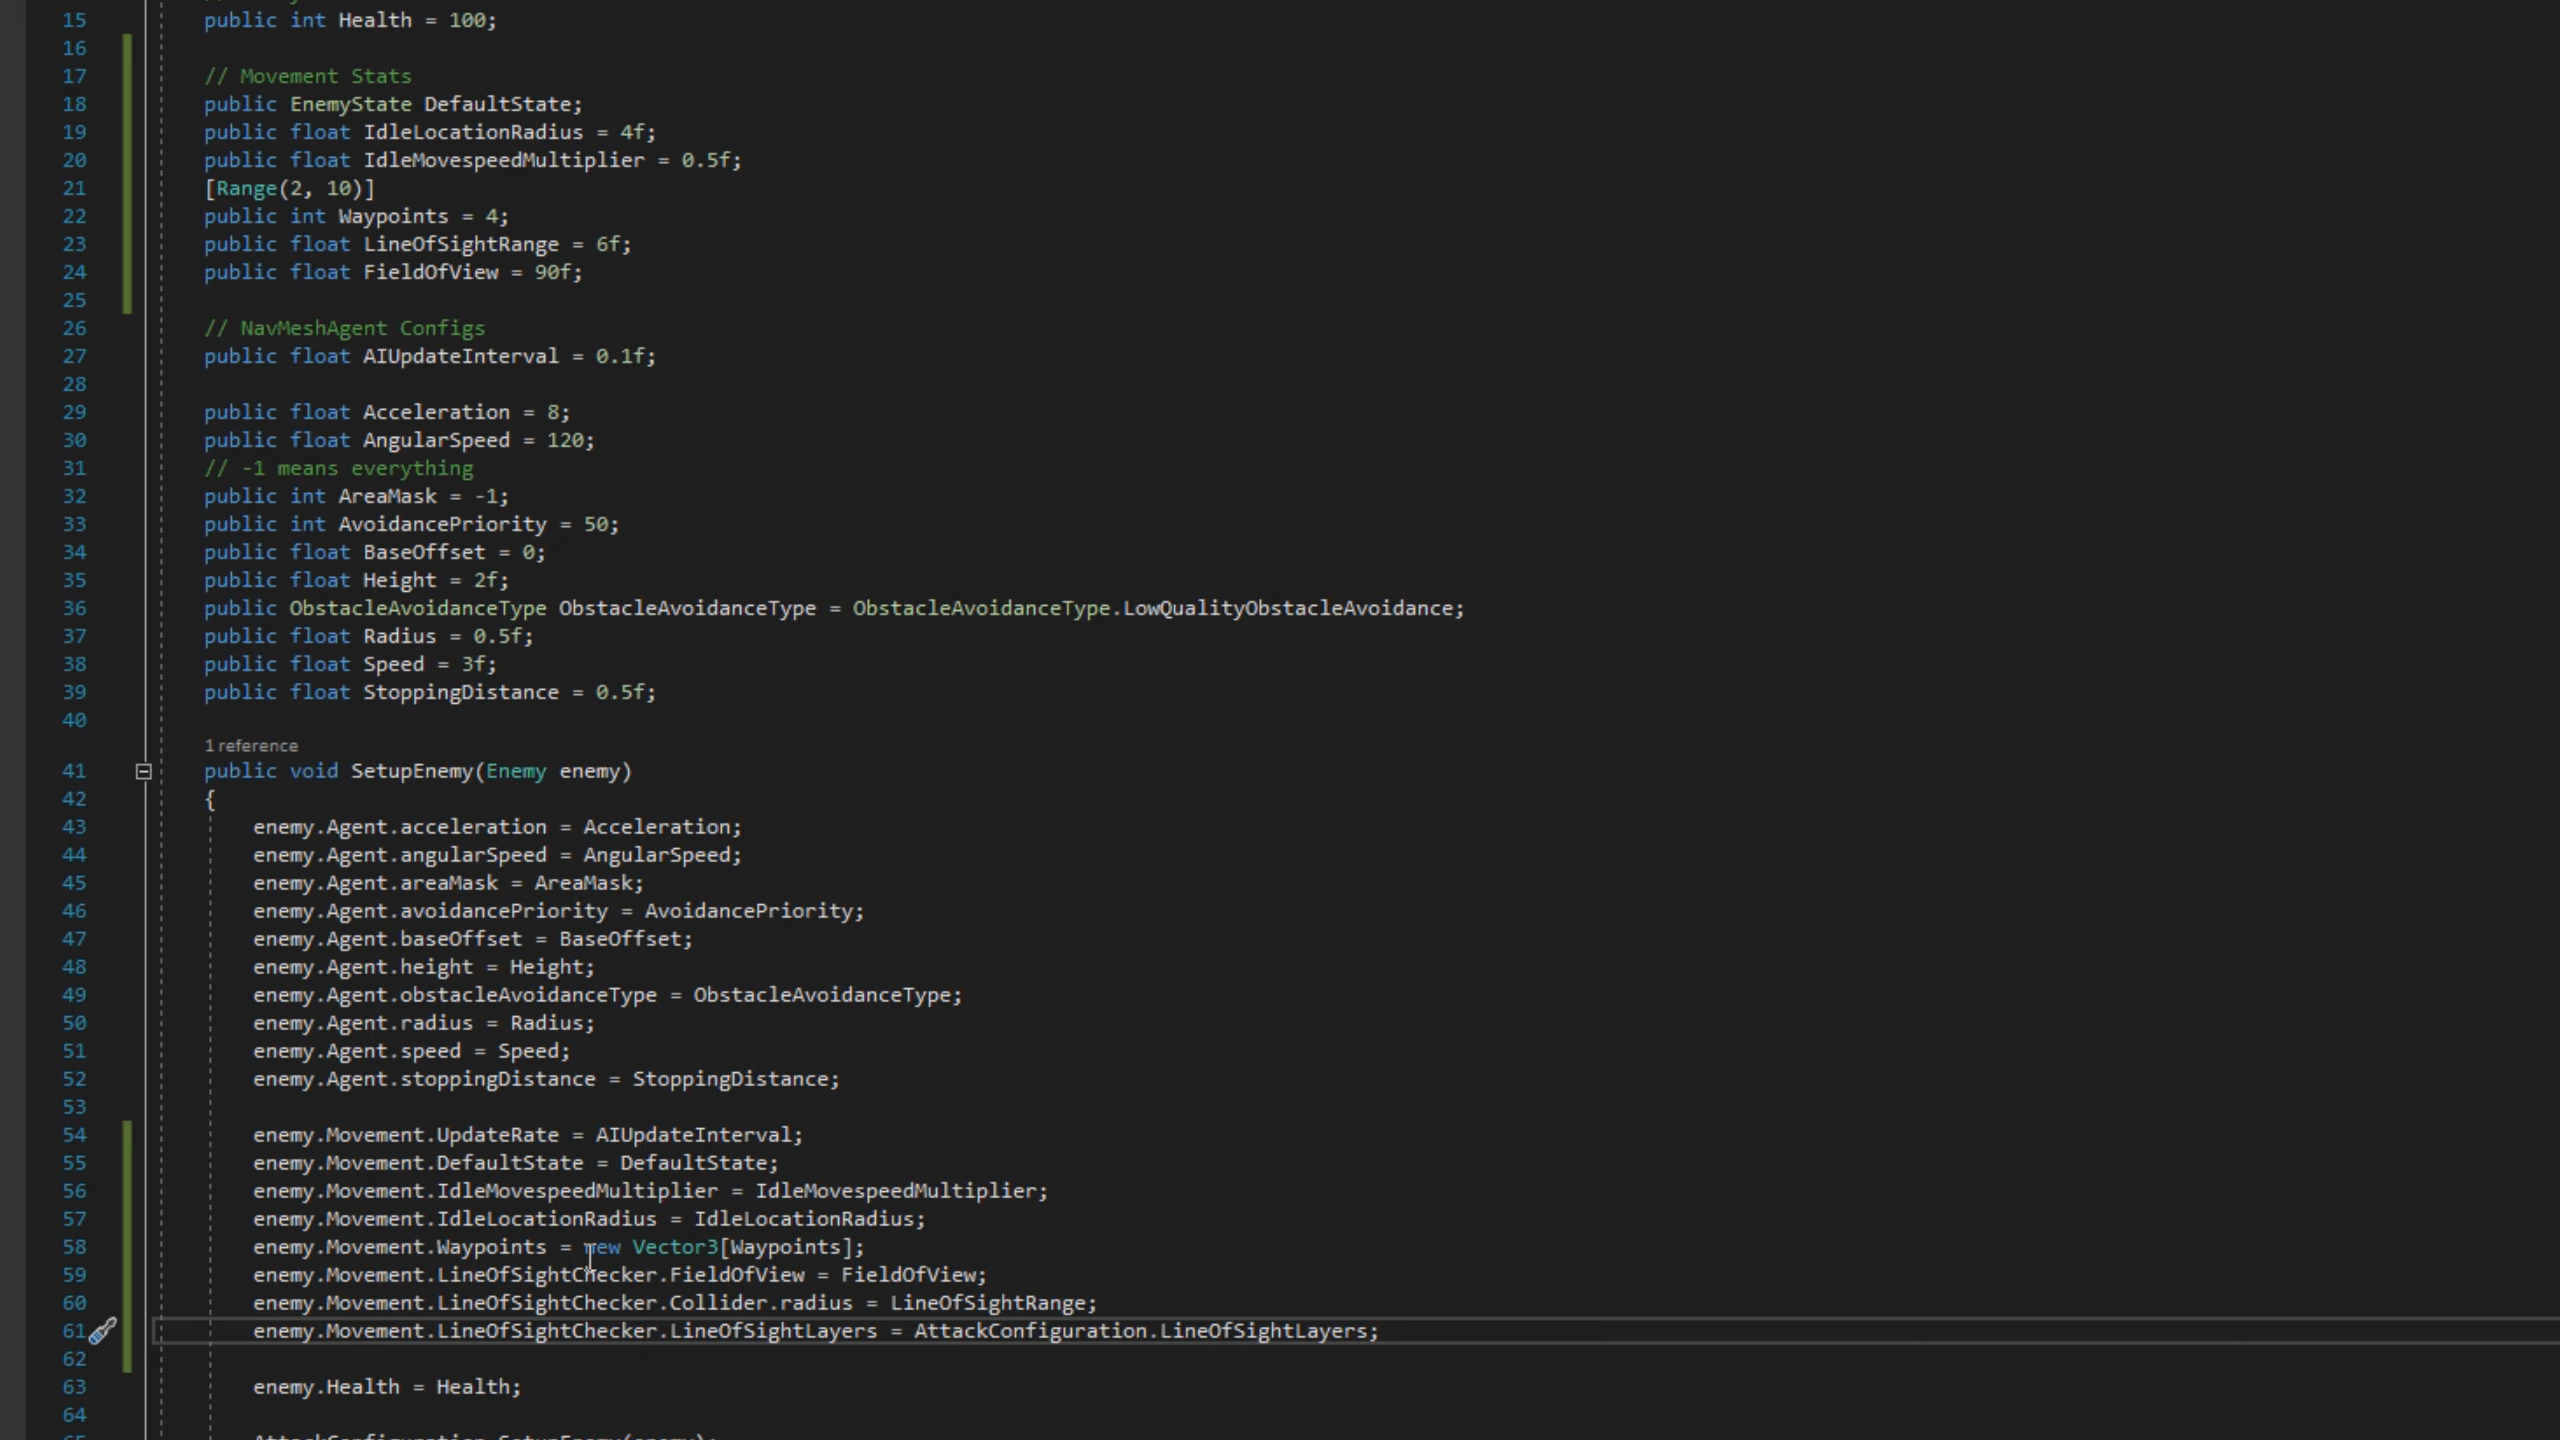 15 public int Health = 100;
16
17 // Movement Stats
18 public EnemyState DefaultState;
19 public float IdleLocationRadius = 4f;
20 public float IdleMovespeedMultiplier = 0.5f;
21 [Range(2, 10)]
22 public int Waypoints = 4;
23 public float LineOfSightRange = 6f;
24 public float FieldOfView = 90f;
25
26 // NavMeshAgent Configs
27 public float AIUpdateInterval = 0.1f;
28
29 public float Acceleration = 8;
30 public float AngularSpeed = 120;
31 // -1 means everything
32 public int AreaMask = -1;
33 public int AvoidancePriority = 50;
34 public float BaseOffset = 0;
35 public float Height = 2f;
36 public ObstacleAvoidanceType ObstacleAvoidanceType = ObstacleAvoidanceType.LowQualityObstacleAvoidance;
37 public float Radius = 0.5f;
38 public float Speed = 3f;
39 public float StoppingDistance = 0.5f;
40
1 reference
41 public void SetupEnemy(Enemy enemy)
42 {
43 enemy.Agent.acceleration = Acceleration;
44 enemy.Agent.angularSpeed = AngularSpeed;
45 enemy.Agent.areaMask = AreaMask;
46 enemy.Agent.avoidancePriority = AvoidancePriority;
47 enemy.Agent.baseOffset = BaseOffset;
48 enemy.Agent.height = Height;
49 enemy.Agent.obstacleAvoidanceType = ObstacleAvoidanceType;
50 enemy.Agent.radius = Radius;
51 enemy.Agent.speed = Speed;
52 enemy.Agent.stoppingDistance = StoppingDistance;
53
54 enemy.Movement.UpdateRate = AIUpdateInterval;
55 enemy.Movement.DefaultState = DefaultState;
56 enemy.Movement.IdleMovespeedMultiplier = IdleMovespeedMultiplier;
57 enemy.Movement.IdleLocationRadius = IdleLocationRadius;
58 enemy.Movement.Waypoints = new Vector3[Waypoints];
59 enemy.Movement.LineOfSightChecker.FieldOfView = FieldOfView;
60 enemy.Movement.LineOfSightChecker.Collider.radius = LineOfSightRange;
61 enemy.Movement.LineOfSightChecker.LineOfSightLayers = AttackConfiguration.LineOfSightLayers;
62
63 enemy.Health = Health;
64